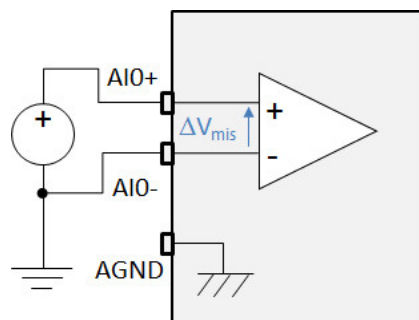 AI0+
+
+
ΔVmis
-
AI0-
AGND